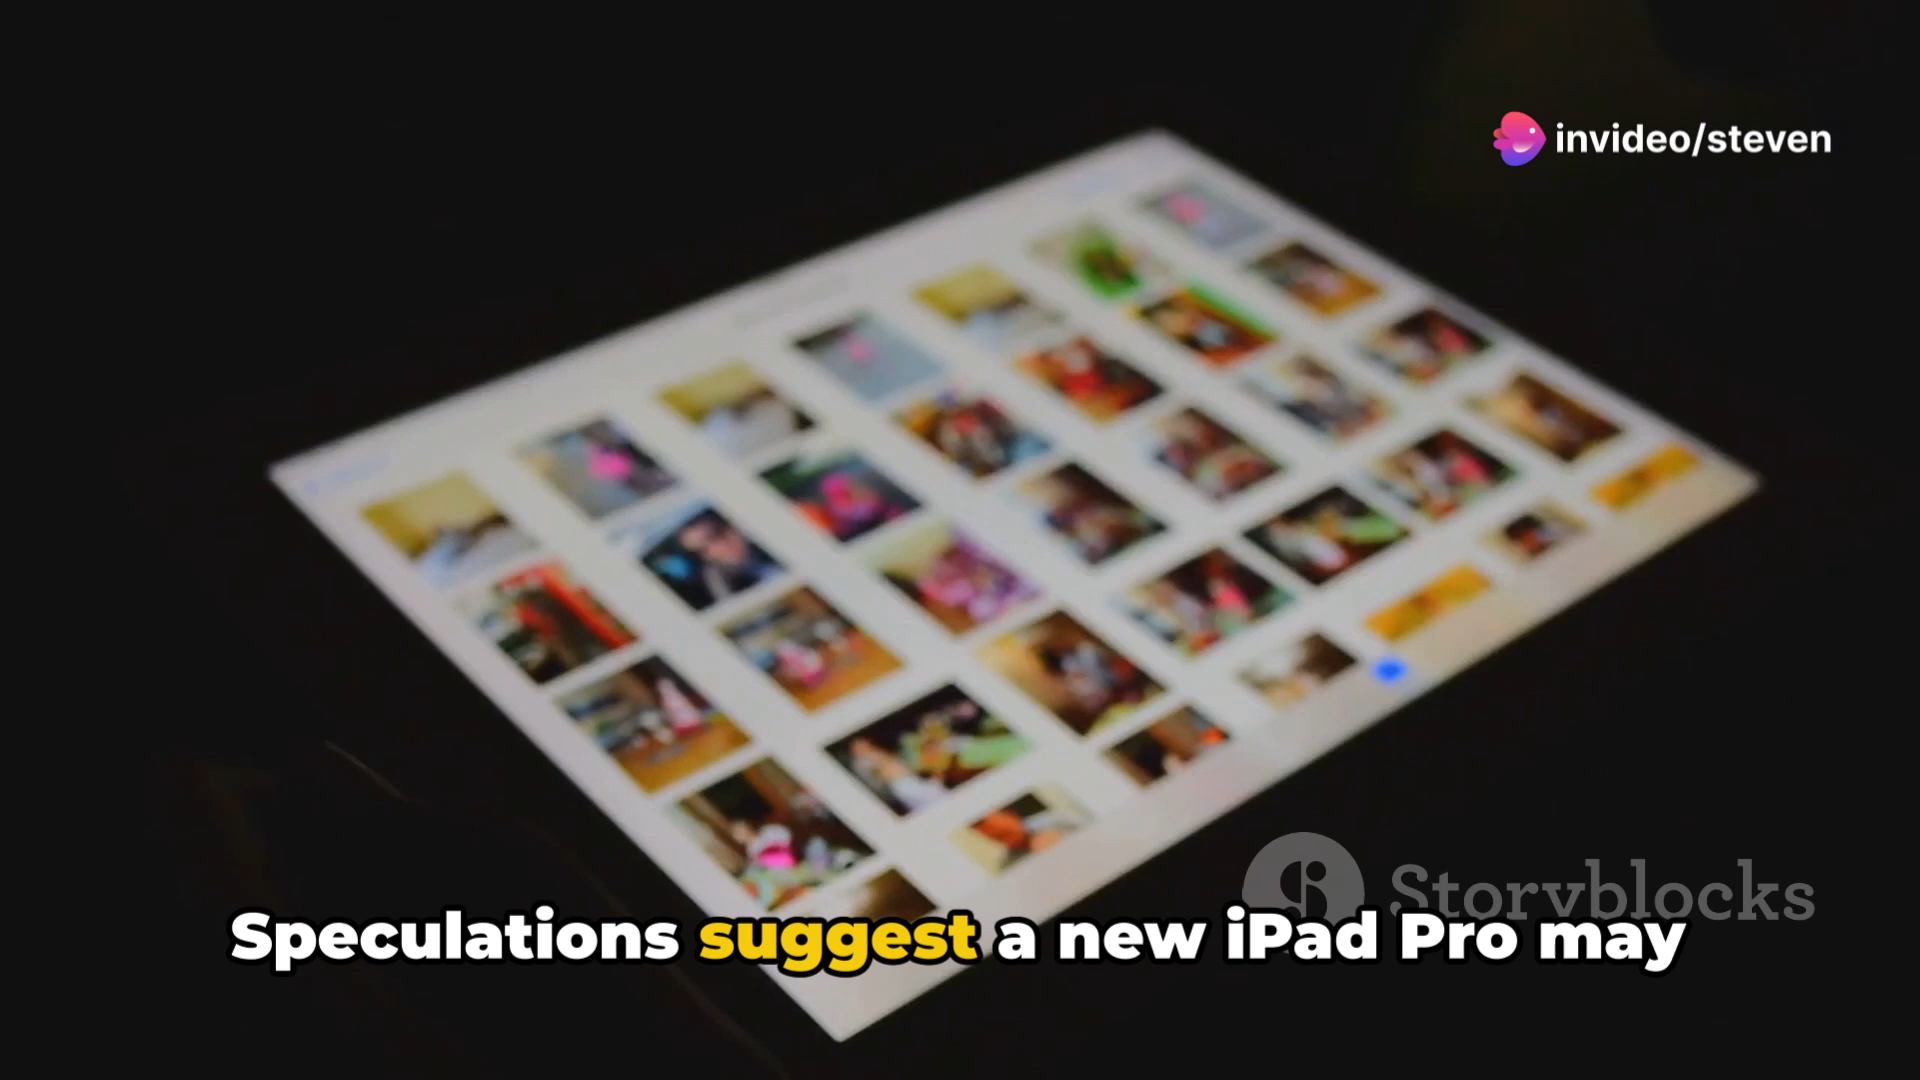 invideo/steven
Storyblocks
Speculations suggest a new iPad Pro may